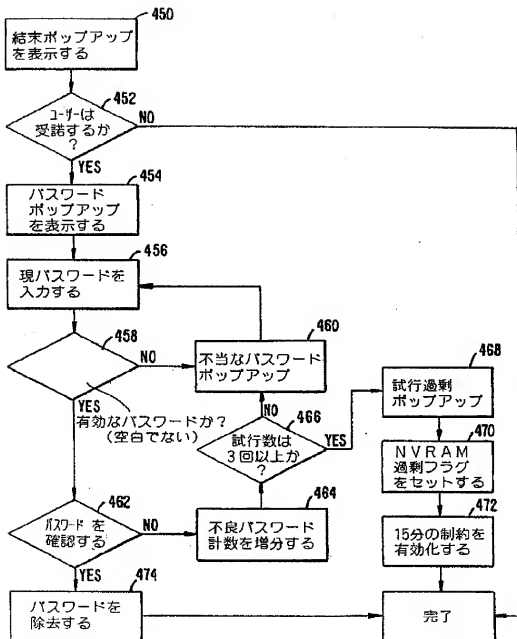 450
結末ポップアップ
を表示する
452
ユーザーは
受諾するか
?
NO
YES
454
パスワード
ポップアップ
を表示する
456
現パスワードを
入力する
458
NO
YES
有効なパスワードか?
(空白でない)
460
不当なパスワード
ポップアップ
NO
466
試行数は
3回以上か
?
YES
468
試行過剰
ポップアップ
470
NVRAM
過剰フラグ
をセットする
472
15分の制約を
有効化する
462
パスワードを
確認する
NO
YES
464
不良パスワード
計数を増分する
474
パスワードを
除去する
完了